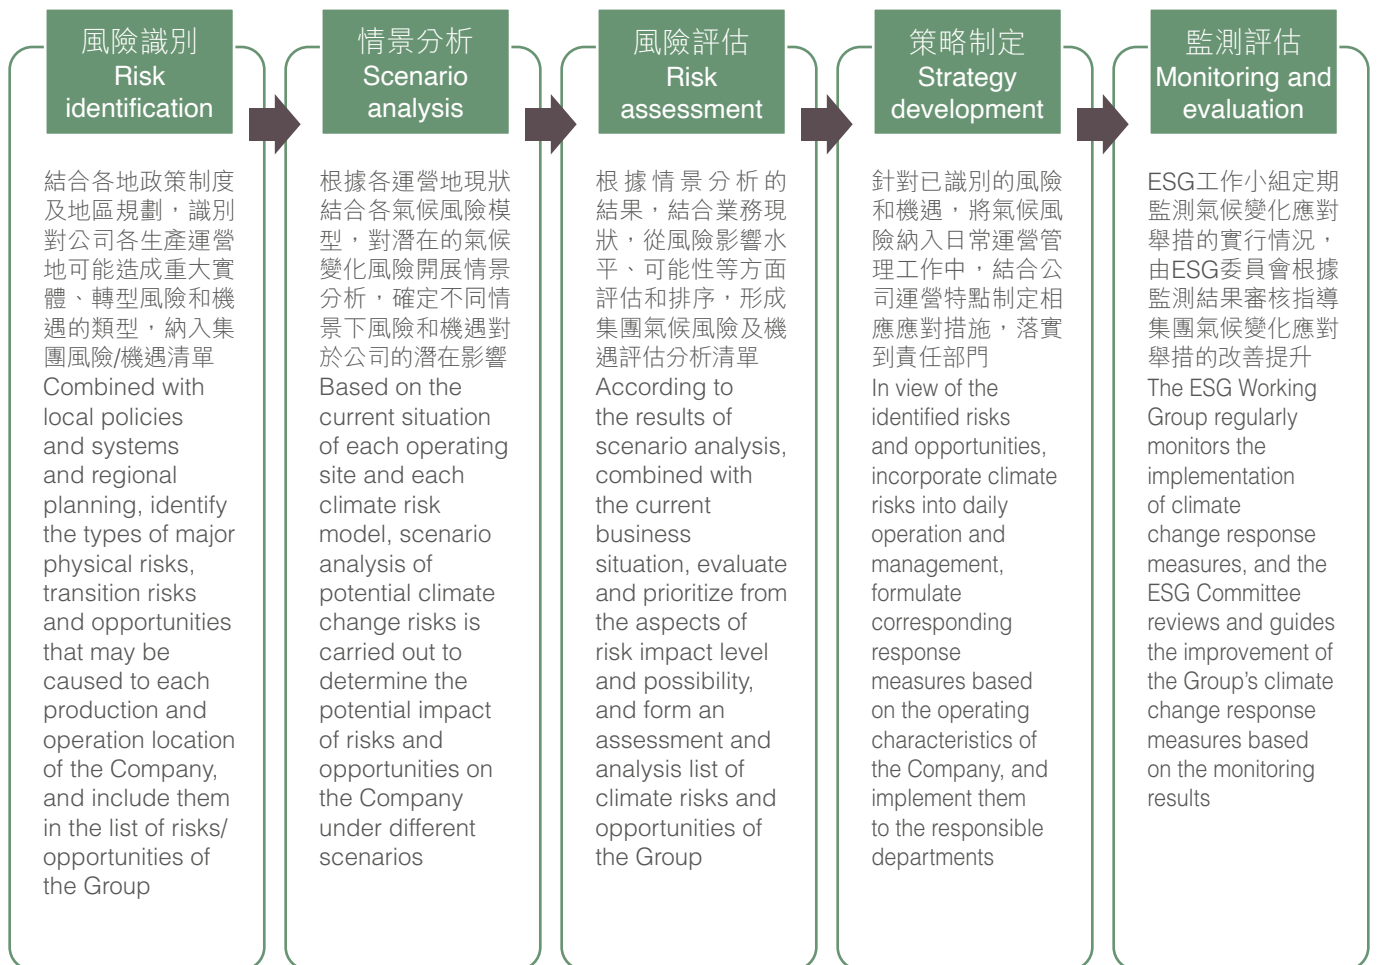 風險識別
Risk
identification
結合各地政策制度
及地區規劃，識別
對公司各生產運營
地可能造成重大實
體、轉型風險和機
遇的類型，納入集
團風險/機遇清單
Combined with
local policies
and systems
and regional
planning, identify
the types of major
physical risks,
transition risks
and opportunities
that may be
caused to each
production and
operation location
of the Company,
and include them
in the list of risks/
opportunities of
the Group
情景分析
Scenario
analysis
根據各運營地現狀
結合各氣候風險模
型，對潛在的氣候
變化風險開展情景
分析，確定不同情
景下風險和機遇對
於公司的潛在影響
Based on the
current situation
of each operating
site and each
climate risk
model, scenario
analysis of
potential climate
change risks is
carried out to
determine the
potential impact
of risks and
opportunities on
the Company
under different
scenarios
風險評估
Risk
assessment
根據情景分析的
結果，結合業務現
狀，從風險影響水
平、可能性等方面
評估和排序，形成
集團氣候風險及機
遇評估分析清單
According to
the results of
scenario analysis,
combined with
the current
business
situation, evaluate
and prioritize from
the aspects of
risk impact level
and possibility,
and form an
assessment and
analysis list of
climate risks and
opportunities of
the Group
策略制定
Strategy
development
針對已識別的風險
和機遇，將氣候風
險納入日常運營管
理工作中，結合公
司運營特點制定相
應應對措施，落實
到責任部門
In view of the
identified risks
and opportunities,
incorporate climate
risks into daily
operation and
management,
formulate
corresponding
response
measures based
on the operating
characteristics of
the Company, and
implement them
to the responsible
departments
監測評估
Monitoring and
evaluation
ESG工作小組定期
監測氣候變化應對
舉措的實行情況，
由ESG委員會根據
監測結果審核指導
集團氣候變化應對
舉措的改善提升
The ESG Working
Group regularly
monitors the
implementation
of climate
change response
measures, and the
ESG Committee
reviews and guides
the improvement of
the Group's climate
change response
measures based
on the monitoring
results